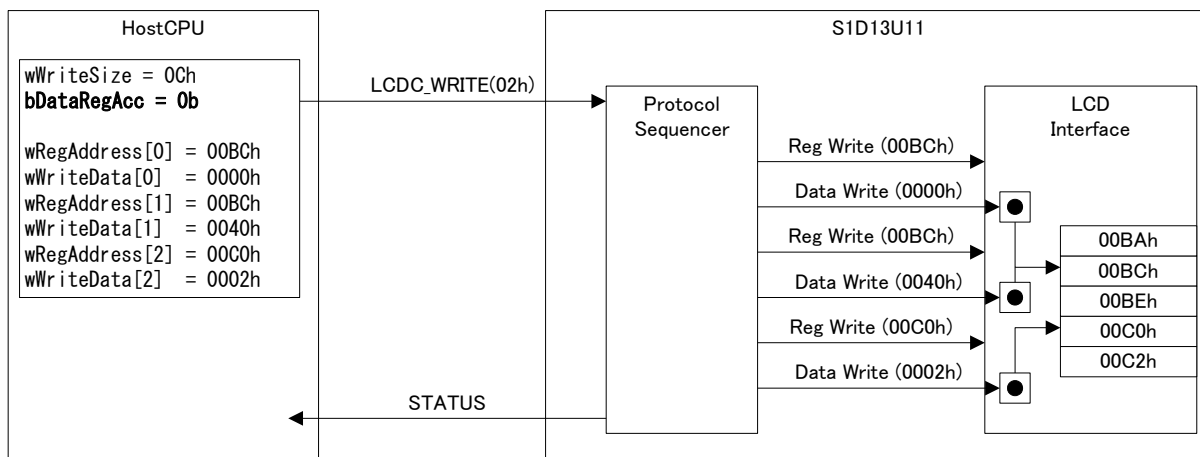 HostCPU
S1D13U11
wWriteSize = 0Ch
bDataRegAcc = 0b
wRegAddress[0] = 00BCh
wWriteData[0] = 0000h
wRegAddress[1] = 00BCh
wWriteData[1] = 0040h
wRegAddress[2] = 00C0h
wWriteData[2] = 0002h
LCDC_WRITE(02h)
STATUS
Protocol
Sequencer
Reg Write (00BCh)
Data Write (0000h)
Reg Write (00BCh)
Data Write (0040h)
Reg Write (00C0h)
Data Write (0002h)
LCD
Interface
00BAh
00BCh
00BEh
00C0h
00C2h